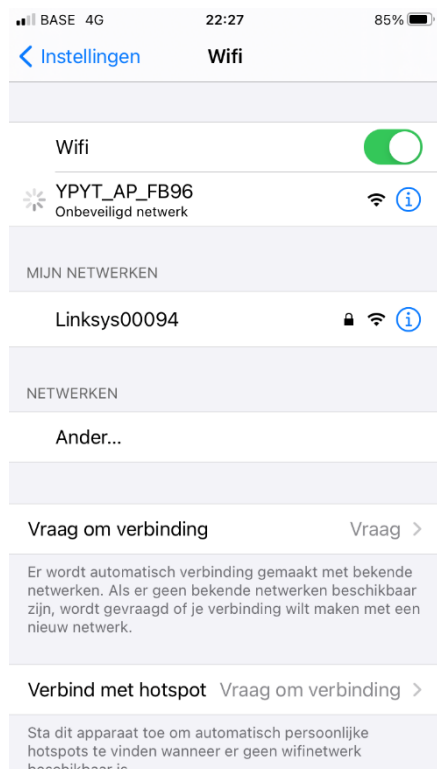 BASE 4G 22:27 85%
Instellingen Wifi
Wifi
YPYT_AP_FB96
Onbeveiligd netwerk
MIJN NETWERKEN
Linksys00094
NETWERKEN
Ander...
Vraag om verbinding Vraag
Er wordt automatisch verbinding gemaakt met bekende
netwerken. Als er geen bekende netwerken beschikbaar
zijn, wordt gevraagd of je verbinding wilt maken met een
nieuw netwerk.
Verbind met hotspot Vraag om verbinding
Sta dit apparaat toe om automatisch persoonlijke
hotspots te vinden wanneer er geen wifinetwerk
beschikbaar is